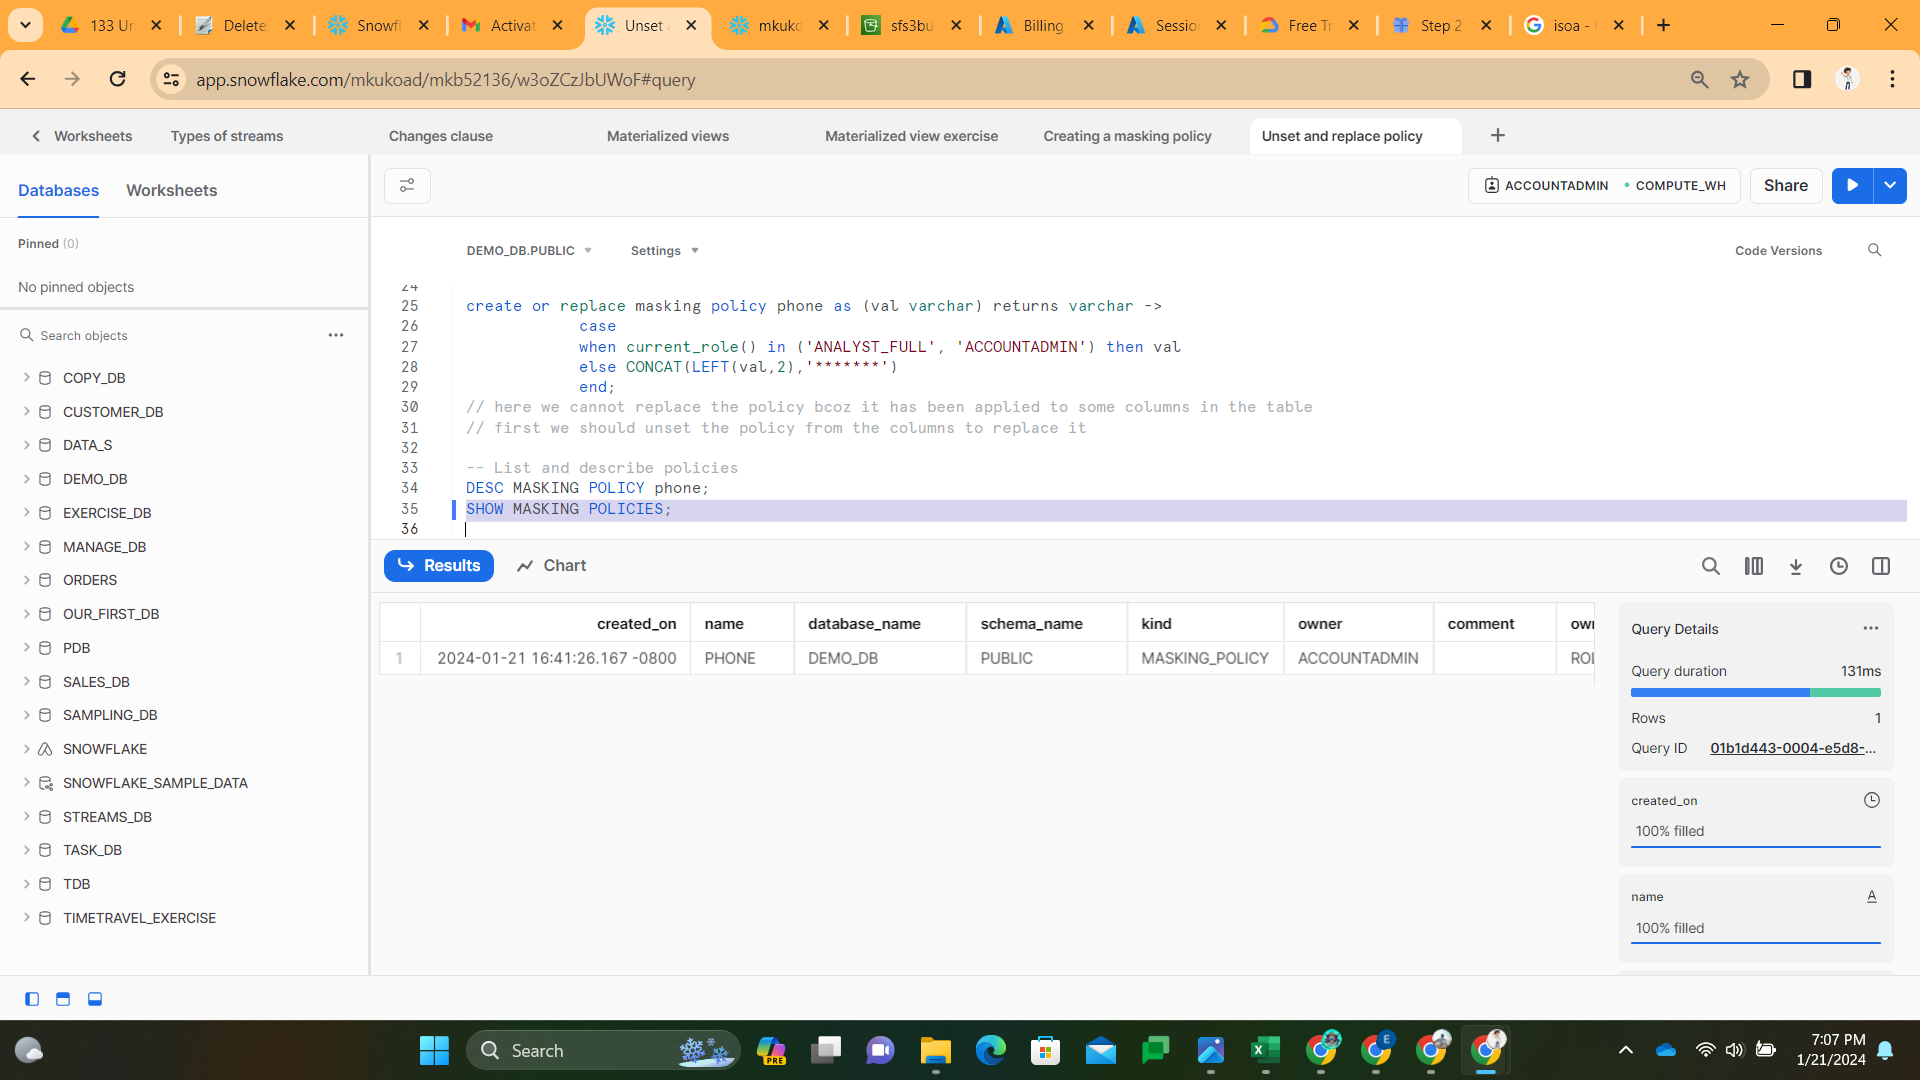 133 Un
Delete
Snowfl
Activat
Unset a
mkuko
sfs3bu
Billing
Sessio
Free Tr
Step 2
isoa -
app.snowflake.com/mkukoad/mkb52136/w3oZCzJbUWoF#query
Worksheets
Types of streams
Changes clause
Materialized views
Materialized view exercise
Creating a masking policy
Unset and replace policy
Databases
Worksheets
ACCOUNTADMIN
COMPUTE_WH
Share
Pinned (0)
No pinned objects
DEMO_DB.PUBLIC
Settings
Code Versions
Search objects
COPY_DB
CUSTOMER_DB
DATA_S
DEMO_DB
EXERCISE_DB
MANAGE_DB
ORDERS
OUR_FIRST_DB
PDB
SALES_DB
SAMPLING_DB
SNOWFLAKE
SNOWFLAKE_SAMPLE_DATA
STREAMS_DB
TASK_DB
TDB
TIMETRAVEL_EXERCISE
24
25 create or replace masking policy phone as (val varchar) returns varchar ->
26 case
27 when current_role() in ('ANALYST_FULL', 'ACCOUNTADMIN') then val
28 else CONCAT(LEFT(val,2),'*******')
29 end;
30 // here we cannot replace the policy bcoz it has been applied to some columns in the table
31 // first we should unset the policy from the columns to replace it
32
33 -- List and describe policies
34 DESC MASKING POLICY phone;
35 SHOW MASKING POLICIES;
36
Results
Chart
created_on name database_name schema_name kind owner comment own
1 2024-01-21 16:41:26.167 -0800 PHONE DEMO_DB PUBLIC MASKING_POLICY ACCOUNTADMIN ROL
Query Details
Query duration 131ms
Rows 1
Query ID 01b1d443-0004-e5d8-...
created_on
100% filled
name A
100% filled
Search
PRE
E
7:07 PM
1/21/2024